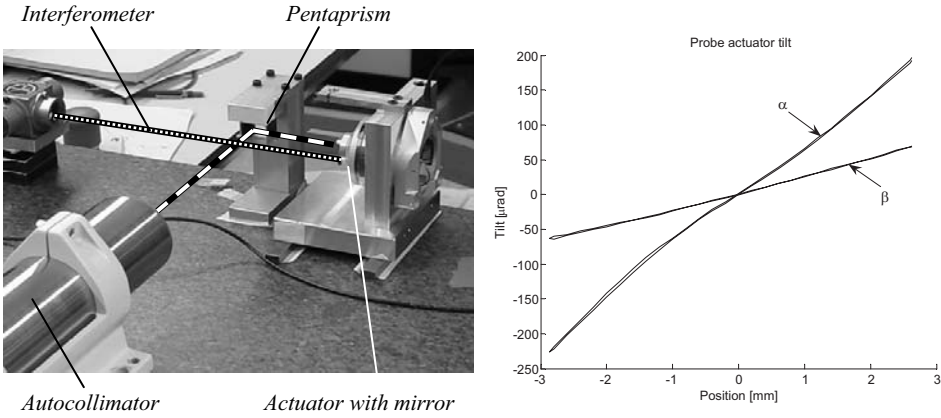 Interferometer
Pentaprism
Autocollimator
Actuator with mirror
Probe actuator tilt
Tilt [µrad]
200
150
100
50
0
-50
-100
-150
-200
-250
α
β
-3
-2
-1
0
1
2
3
Position [mm]